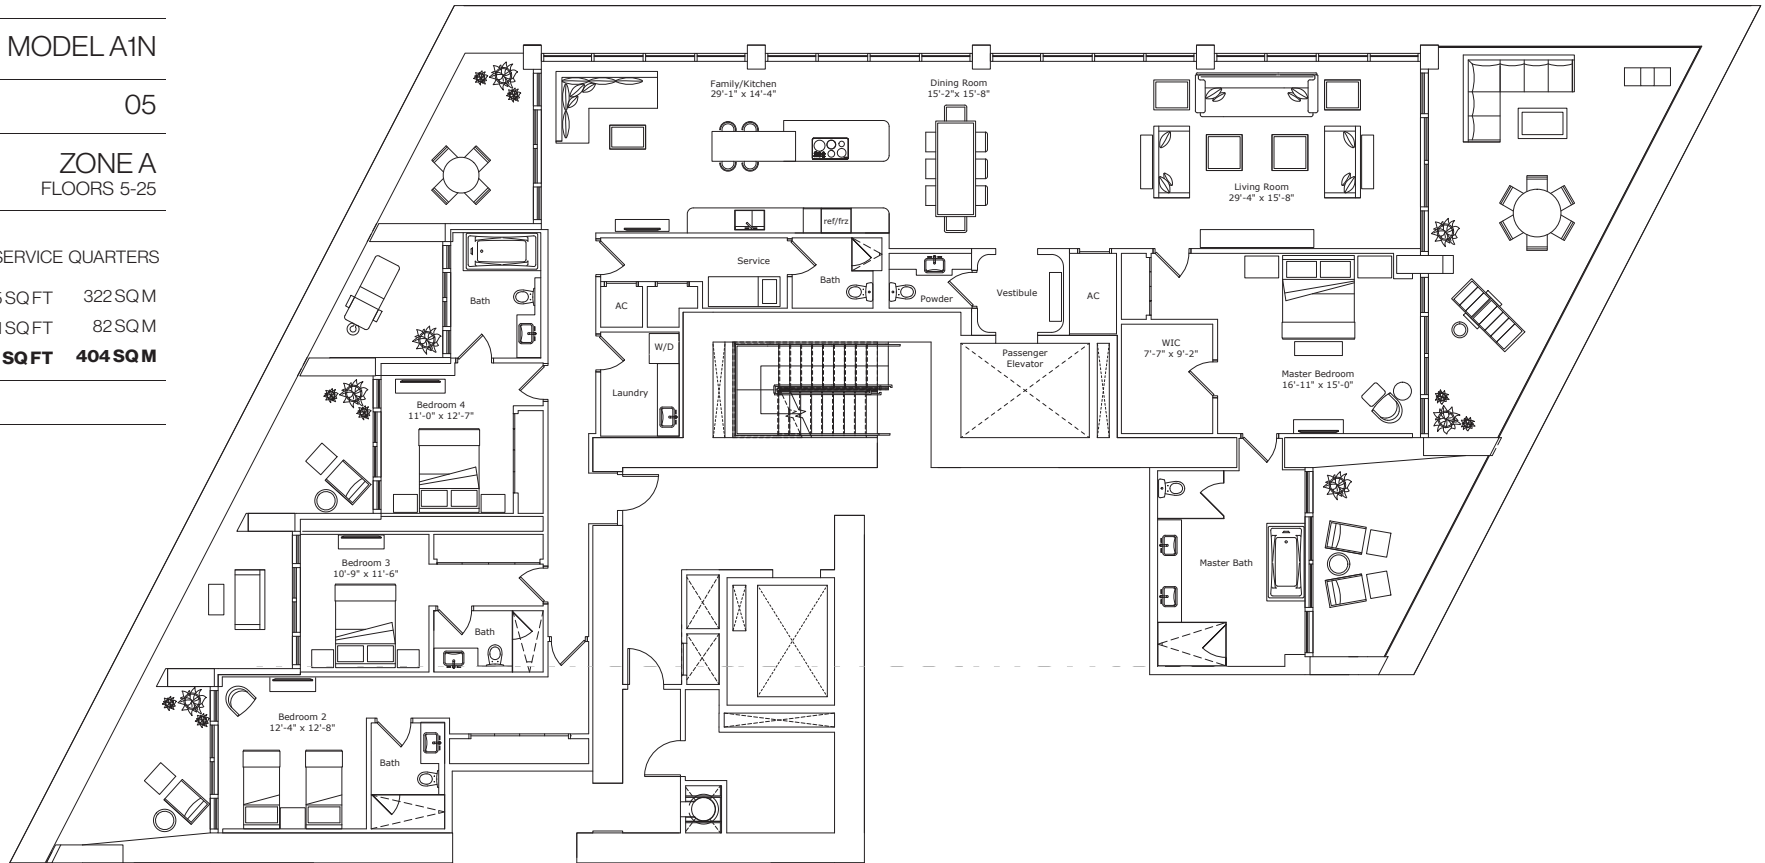 MODEL A1N
05
ZONE A
FLOORS 5-25
SERVICE QUARTERS
SQ FT 322 SQ M
SQ FT 82 SQ M
SQ FT 404 SQ M
Family/Kitchen
29'-1" x 14'-4"
Dining Room
15'-2"x 15'-8"
Living Room
29'-4" x 15'-8"
ref/frz
Service
Bath
Bath
Powder
Vestibule
AC
AC
W/D
Laundry
Passenger
Elevator
WIC
7'-7" x 9'-2"
Master Bedroom
16'-11" x 15'-0"
Bedroom 4
11'-0" x 12'-7"
Bedroom 3
10'-9" x 11'-6"
Bath
Master Bath
Bedroom 2
12'-4" x 12'-8"
Bath